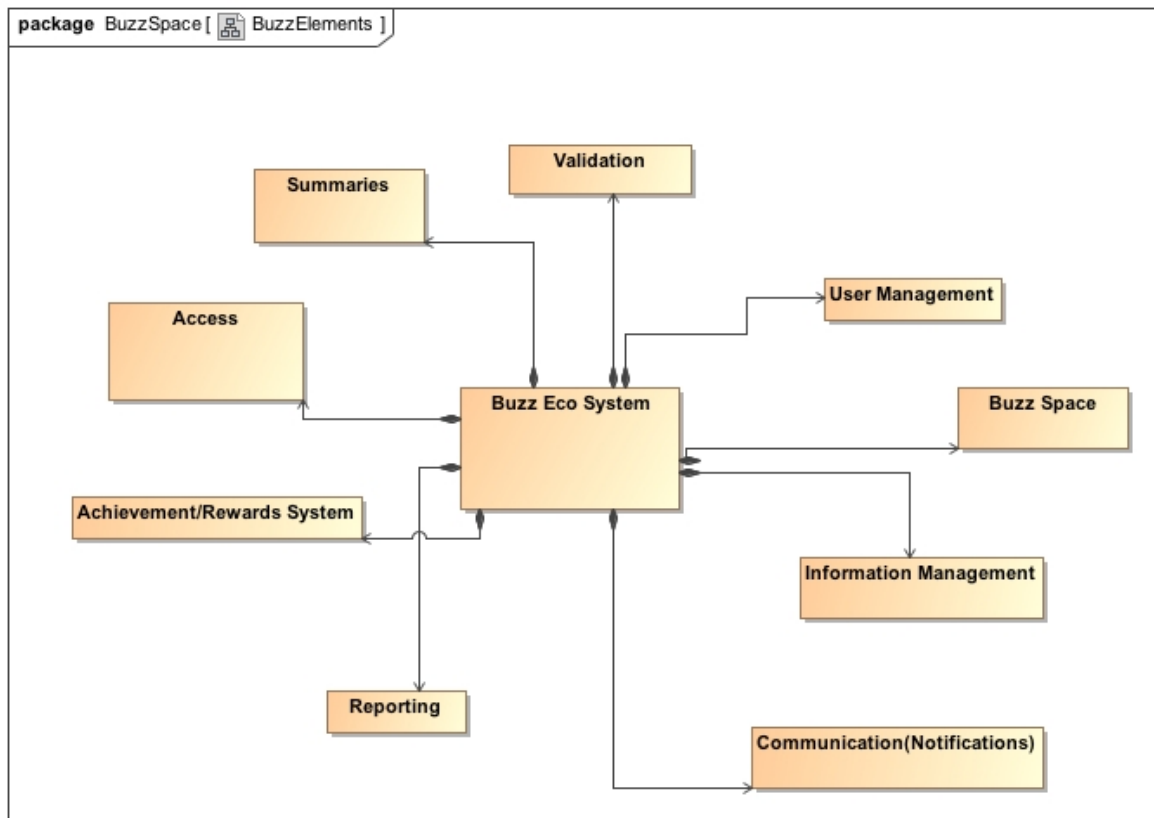 package BuzzSpace [ BuzzElements ]
Validation
Summaries
User Management
Access
Buzz Eco System
Buzz Space
Achievement/Rewards System
Information Management
Reporting
Communication(Notifications)